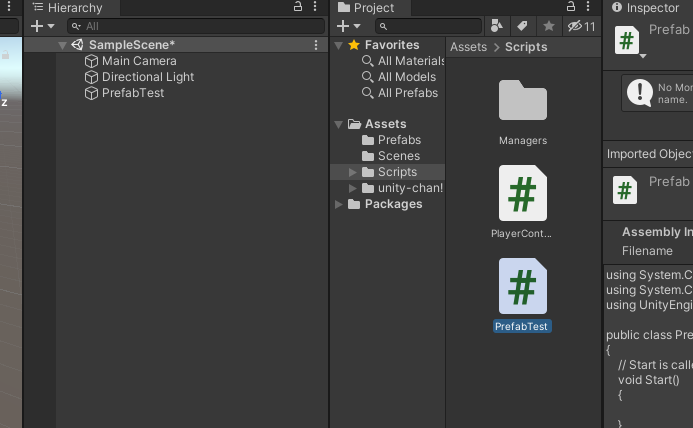 Hierarchy
All
SampleScene*
Main Camera
Directional Light
PrefabTest
Project
11
Favorites
All Materials
All Models
All Prefabs
Assets
Prefabs
Scenes
Scripts
unity-chan!
Packages
Assets > Scripts
Managers
#
PlayerCont...
#
PrefabTest
Inspector
#
Prefab
No Mon
name.
Imported Objec
#
Prefab
Assembly In
Filename
using System.C
using System.C
using UnityEngi
public class Pre
{
// Start is calle
void Start()
{
}
z